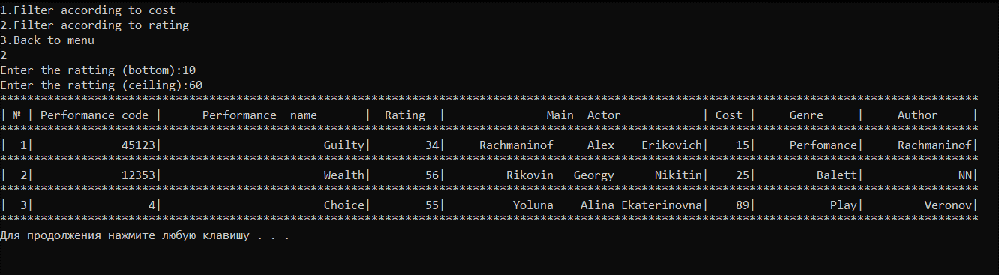 1.Filter according to cost
2.Filter according to rating
3.Back to menu
2
Enter the ratting (bottom):10
Enter the ratting (ceiling):60
*************************************************************************************************************************************************
| № | Performance code |      Performance  name       |  Rating  |               Main  Actor            | Cost |     Genre     |     Author     |
*************************************************************************************************************************************************
|  1|             45123|                        Guilty|        34|     Rachmaninof     Alex    Erikovich|    15|     Perfomance|     Rachmaninof|
*************************************************************************************************************************************************
|  2|             12353|                        Wealth|        56|         Rikovin   Georgy      Nikitin|    25|         Balett|              NN|
*************************************************************************************************************************************************
|  3|                 4|                        Choice|        55|          Yoluna    Alina Ekaterinovna|    89|           Play|         Veronov|
*************************************************************************************************************************************************
Для продолжения нажмите любую клавишу . . .